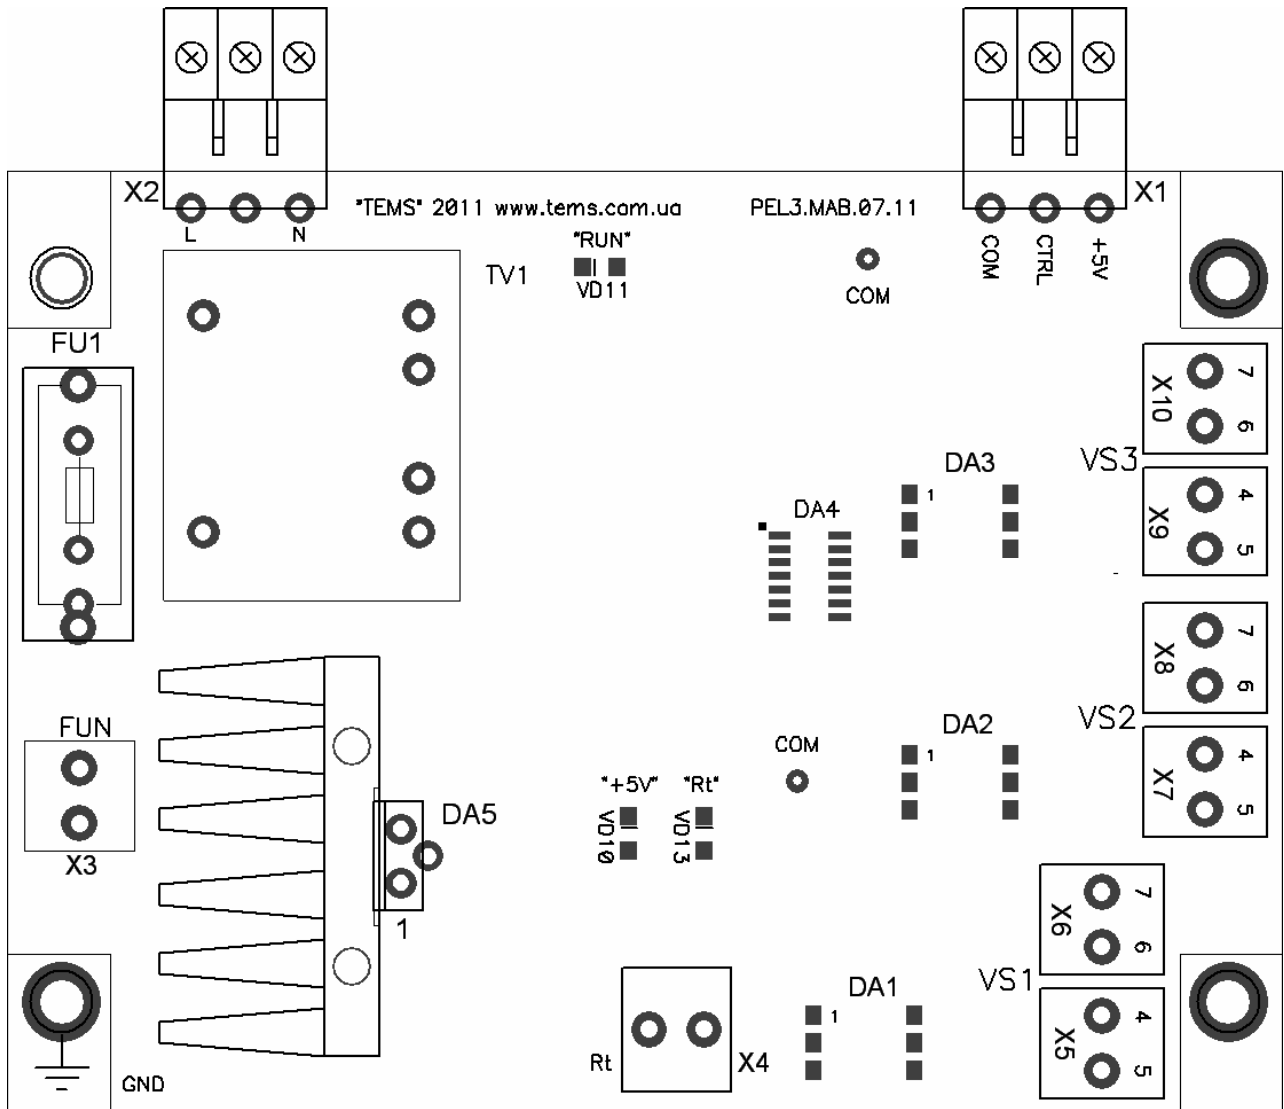 X2
L
N
"TEMS" 2011 www.tems.com.ua
PEL3.MAB.07.11
X1
COM
CTRL
+5V
"RUN"
VD11
TV1
COM
FU1
X10
7
6
VS3
X9
4
5
DA3
1
DA4
X8
7
6
VS2
X7
4
5
DA2
1
FUN
X3
COM
"+5V"
"Rt"
VD10
VD13
DA5
1
X6
7
6
VS1
X5
4
5
DA1
1
Rt
X4
GND